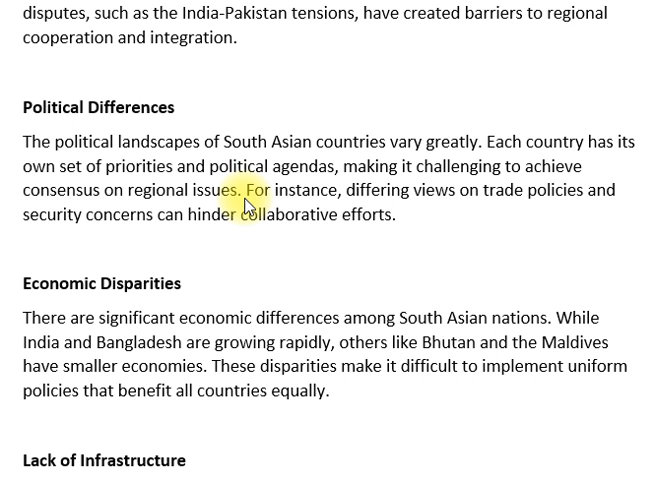 disputes, such as the India-Pakistan tensions, have created barriers to regional
cooperation and integration.
Political Differences
The political landscapes of South Asian countries vary greatly. Each country has its
own set of priorities and political agendas, making it challenging to achieve
consensus on regional issues. For instance, differing views on trade policies and
security concerns can hinder collaborative efforts.
Economic Disparities
There are significant economic differences among South Asian nations. While
India and Bangladesh are growing rapidly, others like Bhutan and the Maldives
have smaller economies. These disparities make it difficult to implement uniform
policies that benefit all countries equally.
Lack of Infrastructure